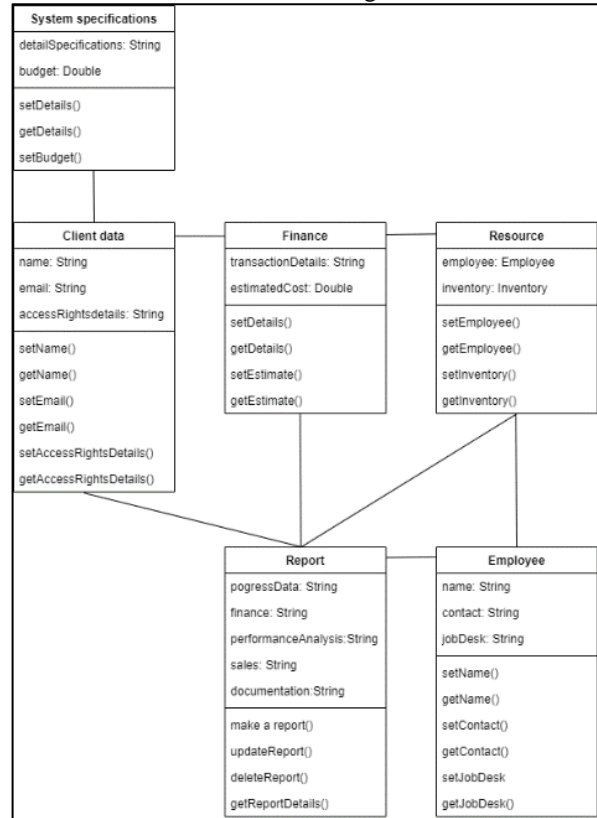 System specifications
detailSpecifications: String
budget: Double
setDetails()
getDetails()
setBudget()
Client data
name: String
email: String
accessRightsdetails: String
setName()
getName()
setEmail()
getEmail()
setAccessRightsDetails()
getAccessRightsDetails()
Finance
transactionDetails: String
estimatedCost: Double
setDetails()
getDetails()
setEstimate()
getEstimate()
Resource
employee: Employee
inventory: Inventory
setEmployee()
getEmployee()
setInventory()
getInventory()
Report
pogressData: String
finance: String
performanceAnalysis:String
sales: String
documentation:String
make a report()
updateReport()
deleteReport()
getReportDetails()
Employee
name: String
contact: String
jobDesk: String
setName()
getName()
setContact()
getContact()
setJobDesk
getJobDesk()